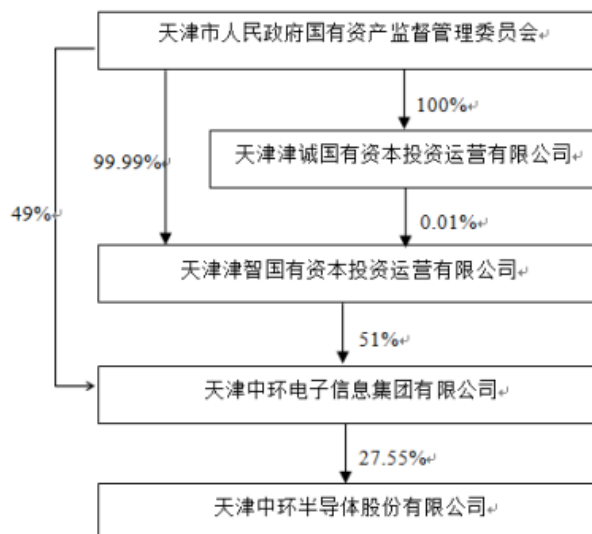 天津市人民政府国有资产监督管理委员会↵
100%↵
天津津诚国有资本投资运营有限公司↵
99.99%↵
49%↵
0.01%↵
天津津智国有资本投资运营有限公司↵
51%↵
天津中环电子信息集团有限公司↵
27.55%↵
天津中环半导体股份有限公司↵